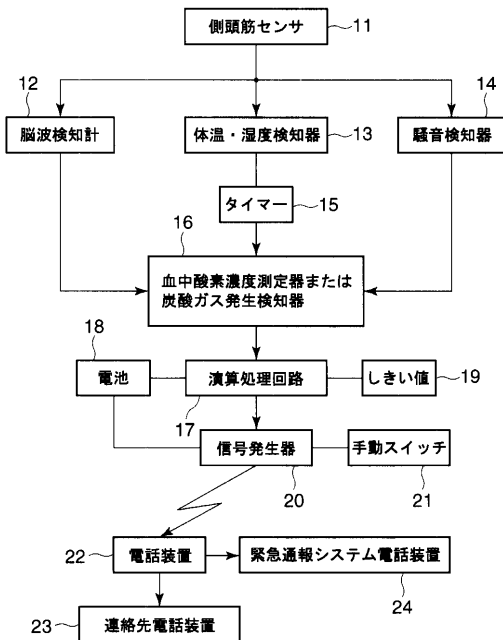 側頭筋センサ
11
12
14
脳波検知計
体温・湿度検知器
13
騒音検知器
タイマー
15
16
血中酸素濃度測定器または
炭酸ガス発生検知器
18
電池
演算処理回路
しきい値
19
17
信号発生器
手動スイッチ
20
21
22
電話装置
緊急通報システム電話装置
24
23
連絡先電話装置